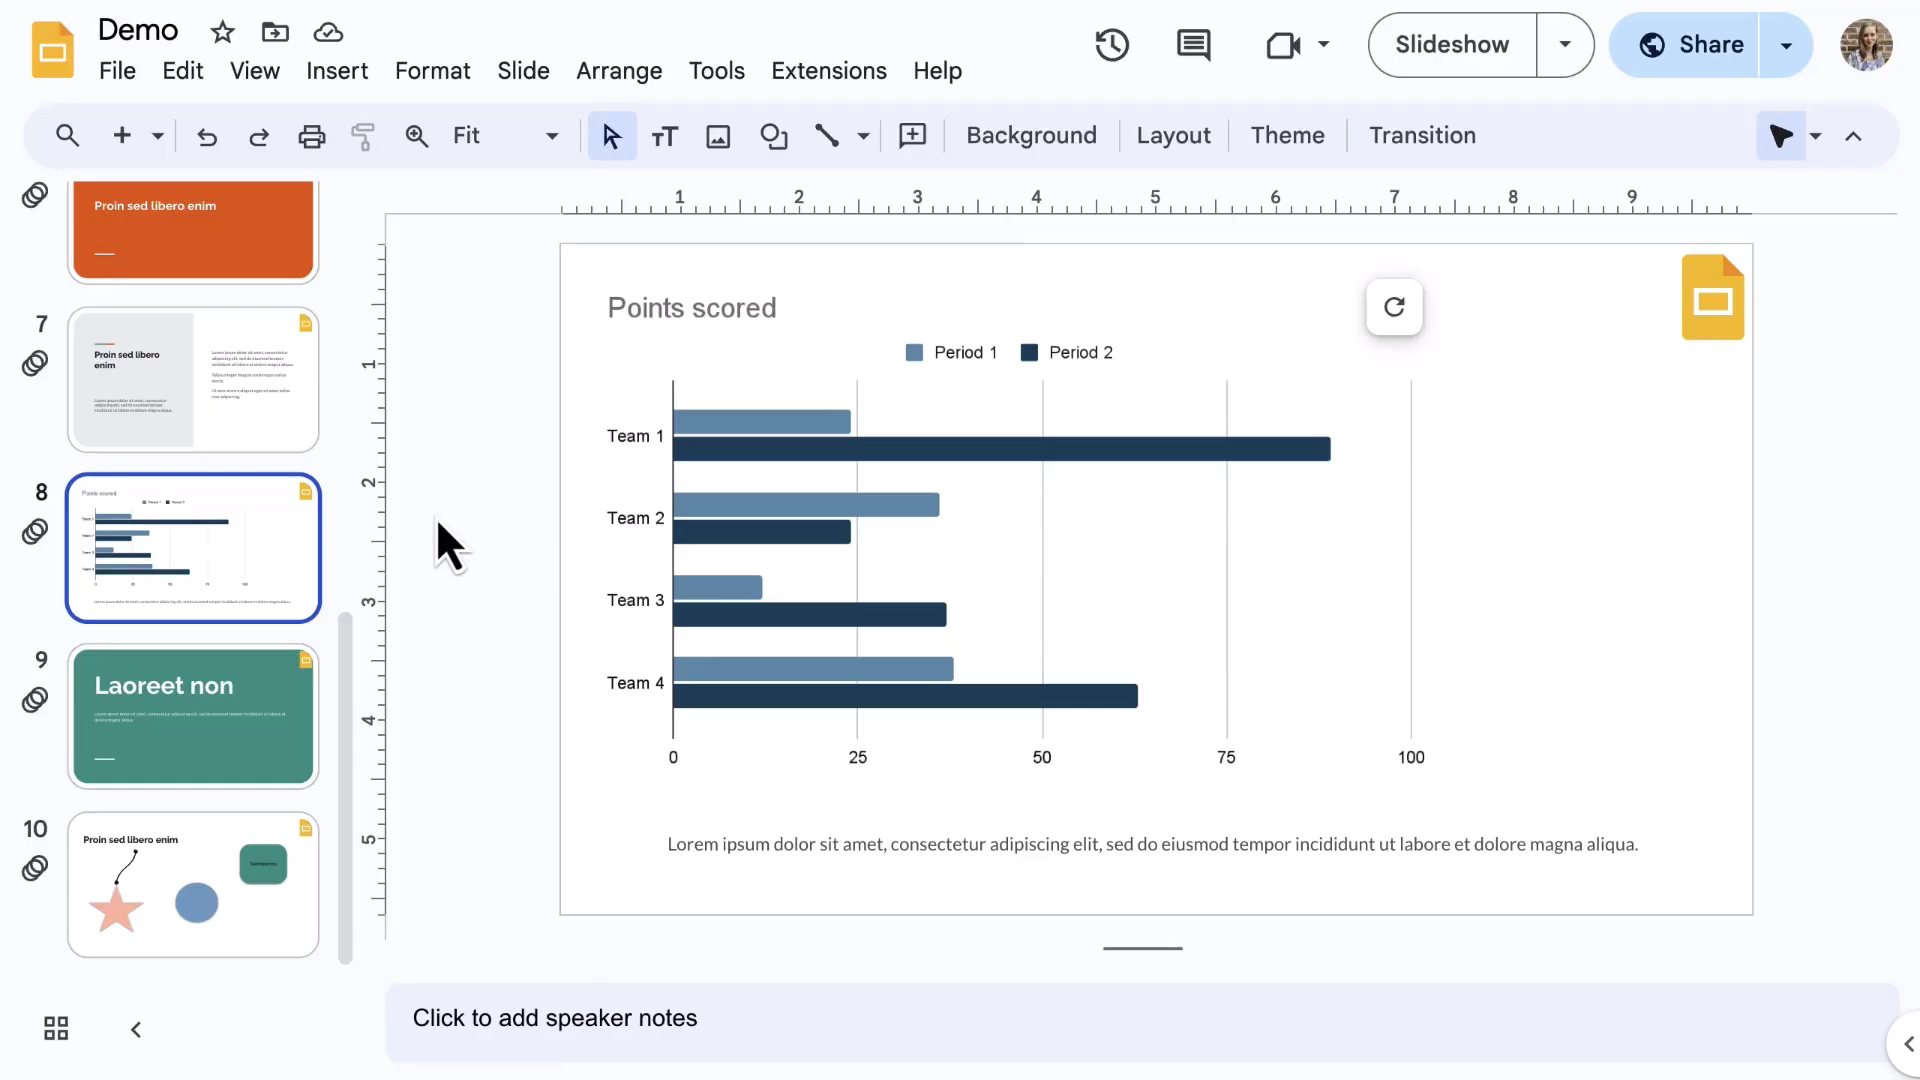 Demo
File Edit View Insert Format Slide Arrange Tools Extensions Help
Slideshow
Share
Fit
Background Layout Theme Transition
1 2 3 4 5 6 7 8 9
1
2
3
4
5
Proin sed libero enim
7
Proin sed libero
enim
8
Points scored
9
Laoreet non
10
Proin sed libero enim
Points scored
Period 1 Period 2
Team 1
Team 2
Team 3
Team 4
0 25 50 75 100
Lorem ipsum dolor sit amet, consectetur adipiscing elit, sed do eiusmod tempor incididunt ut labore et dolore magna aliqua.
Click to add speaker notes